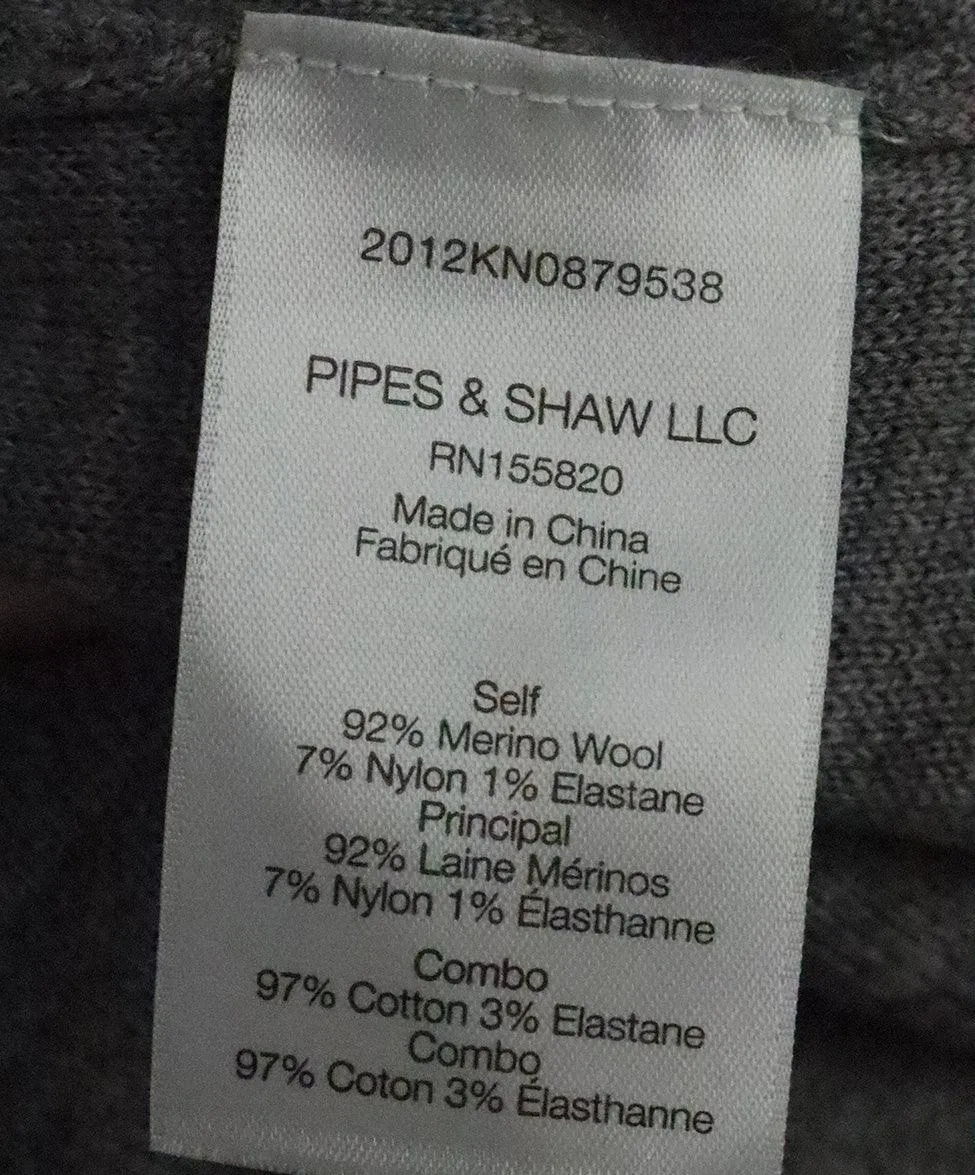 2012KN0879538
PIPES & SHAW LLC
RN155820
Made in China
Fabriqué en Chine
Self
92% Merino Wool
7% Nylon 1% Elastane
Principal
92% Laine Mérinos
7% Nylon 1% Élasthanne
Combo
97% Cotton 3% Elastane
Combo
97% Coton 3% Élasthanne